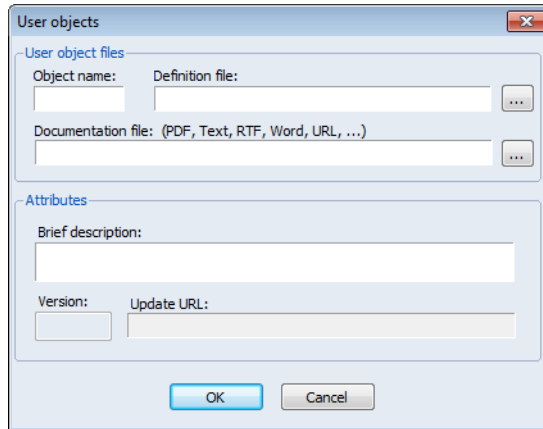 User objects
User object files
Object name: Definition file:
...
Documentation file: (PDF, Text, RTF, Word, URL, ...)
...
Attributes
Brief description:
Version: Update URL:
OK Cancel